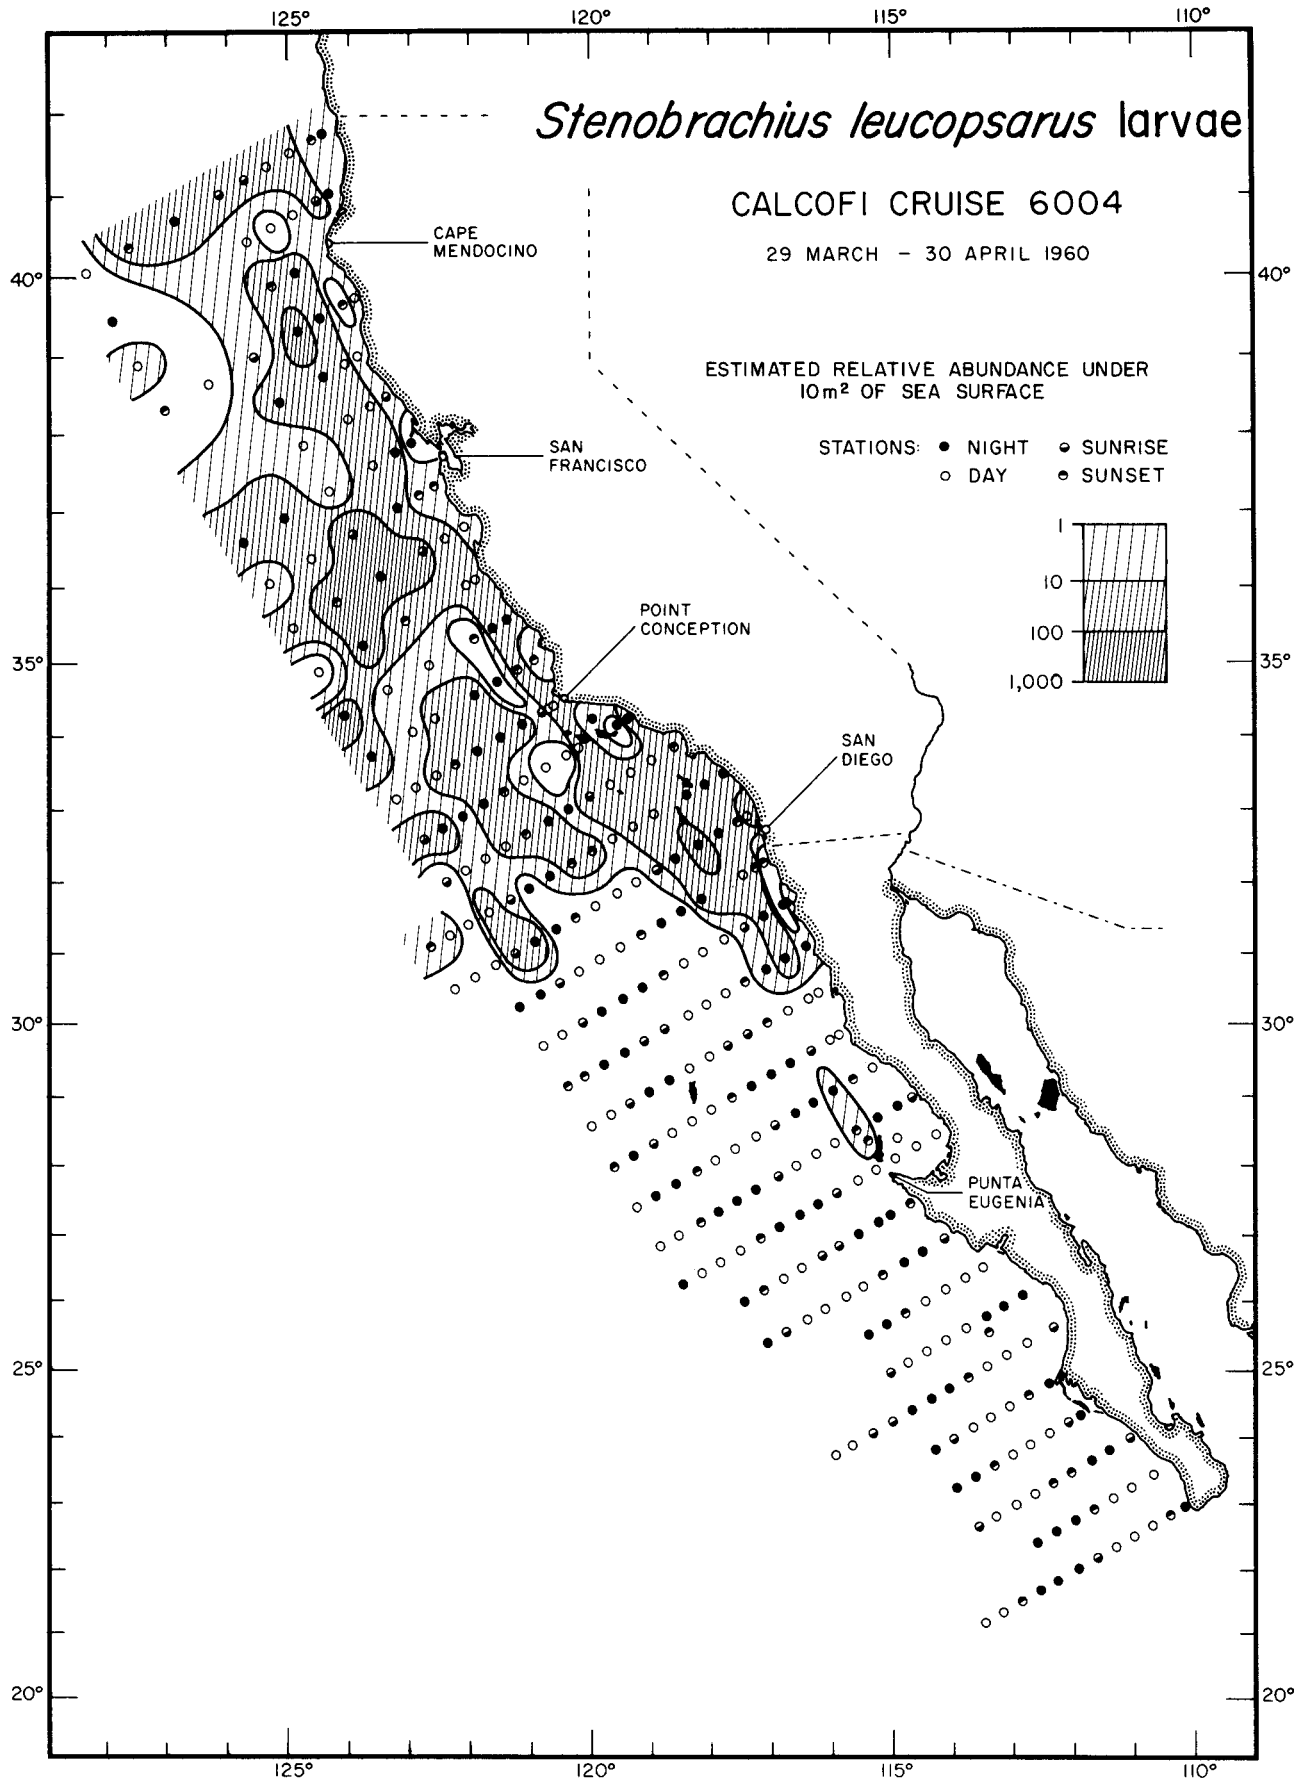 125°
120°
115°
110°
Stenobrachius leucopsarus larvae
CALCOFI CRUISE 6004
29 MARCH – 30 APRIL 1960
CAPE
MENDOCINO
40°
40°
ESTIMATED RELATIVE ABUNDANCE UNDER
10m² OF SEA SURFACE
STATIONS: ● NIGHT ◒ SUNRISE
○ DAY ◓ SUNSET
SAN
FRANCISCO
1
10
100
1,000
POINT
CONCEPTION
35°
35°
SAN
DIEGO
30°
30°
PUNTA
EUGENIA
25°
25°
20°
20°
125°
120°
115°
110°